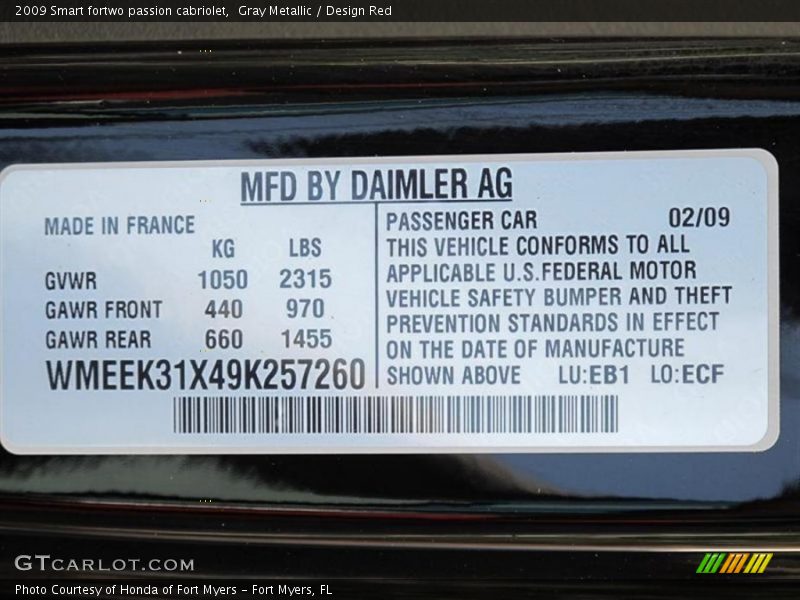 2009 Smart fortwo passion cabriolet, Gray Metallic / Design Red
MFD BY DAIMLER AG
MADE IN FRANCE
KG LBS
GVWR 1050 2315
GAWR FRONT 440 970
GAWR REAR 660 1455
WMEEK31X49K257260
PASSENGER CAR 02/09
THIS VEHICLE CONFORMS TO ALL
APPLICABLE U.S.FEDERAL MOTOR
VEHICLE SAFETY BUMPER AND THEFT
PREVENTION STANDARDS IN EFFECT
ON THE DATE OF MANUFACTURE
SHOWN ABOVE LU:EB1 LO:ECF
GTCARLOT.COM
Photo Courtesy of Honda of Fort Myers – Fort Myers, FL